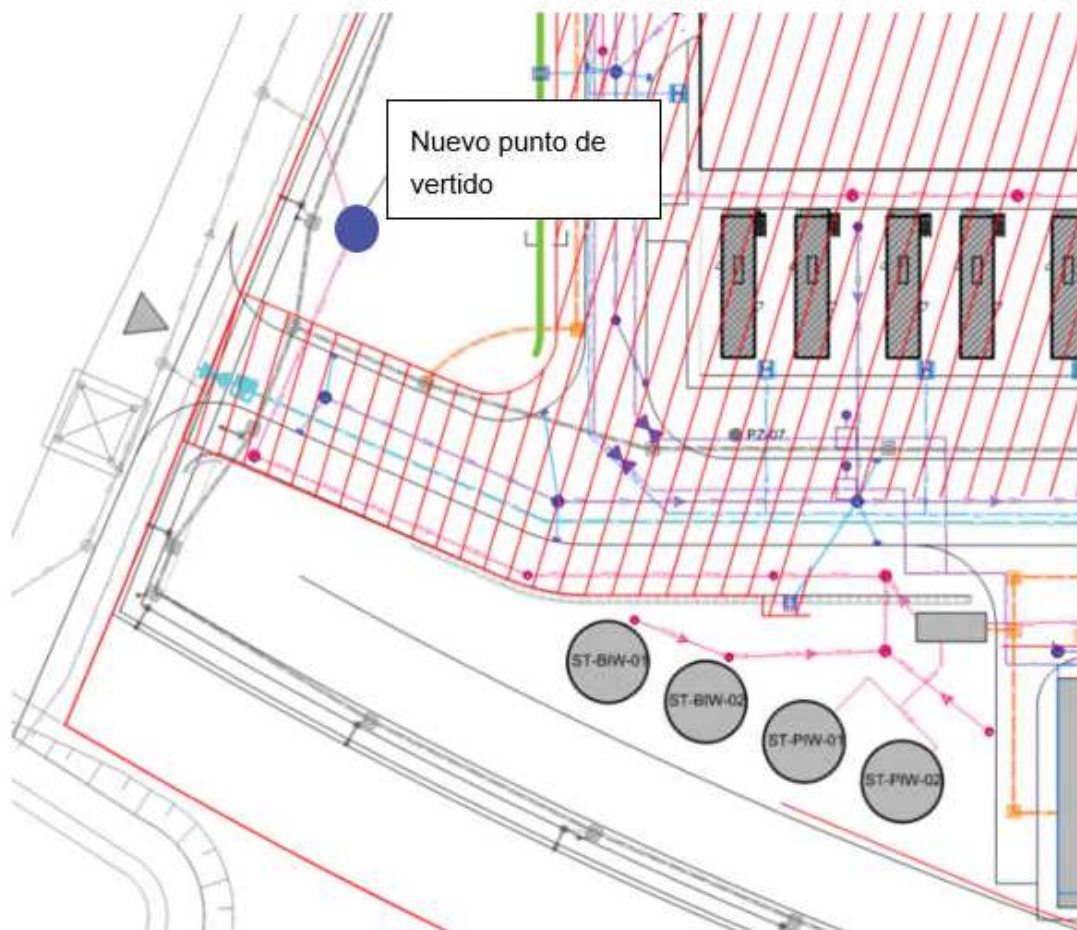 Nuevo punto de
vertido
PZ-07
ST-BIW-01
ST-BIW-02
ST-PIW-01
ST-PIW-02